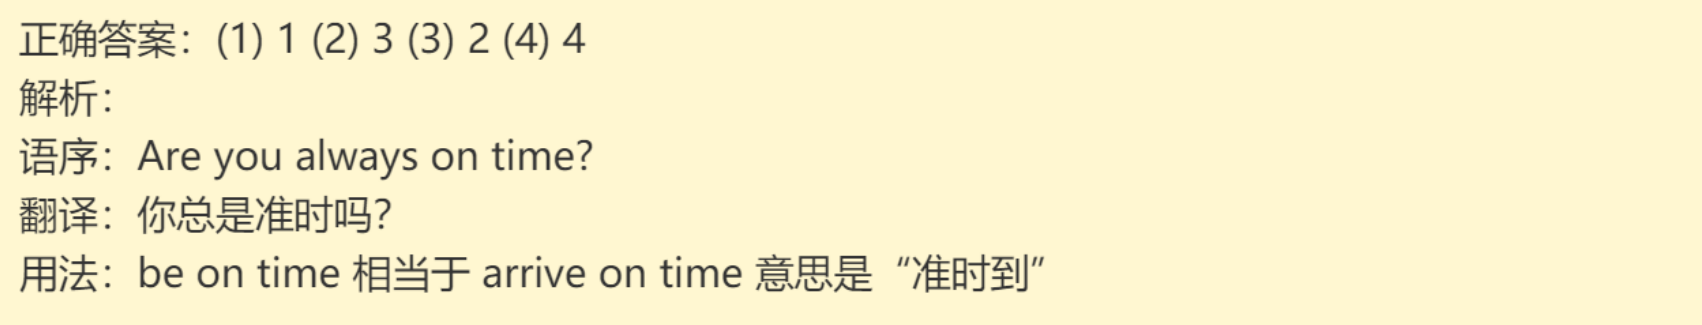 正确答案：(1) 1 (2) 3 (3) 2 (4) 4
解析：
语序：Are you always on time?
翻译：你总是准时吗？
用法：be on time 相当于 arrive on time 意思是“准时到”